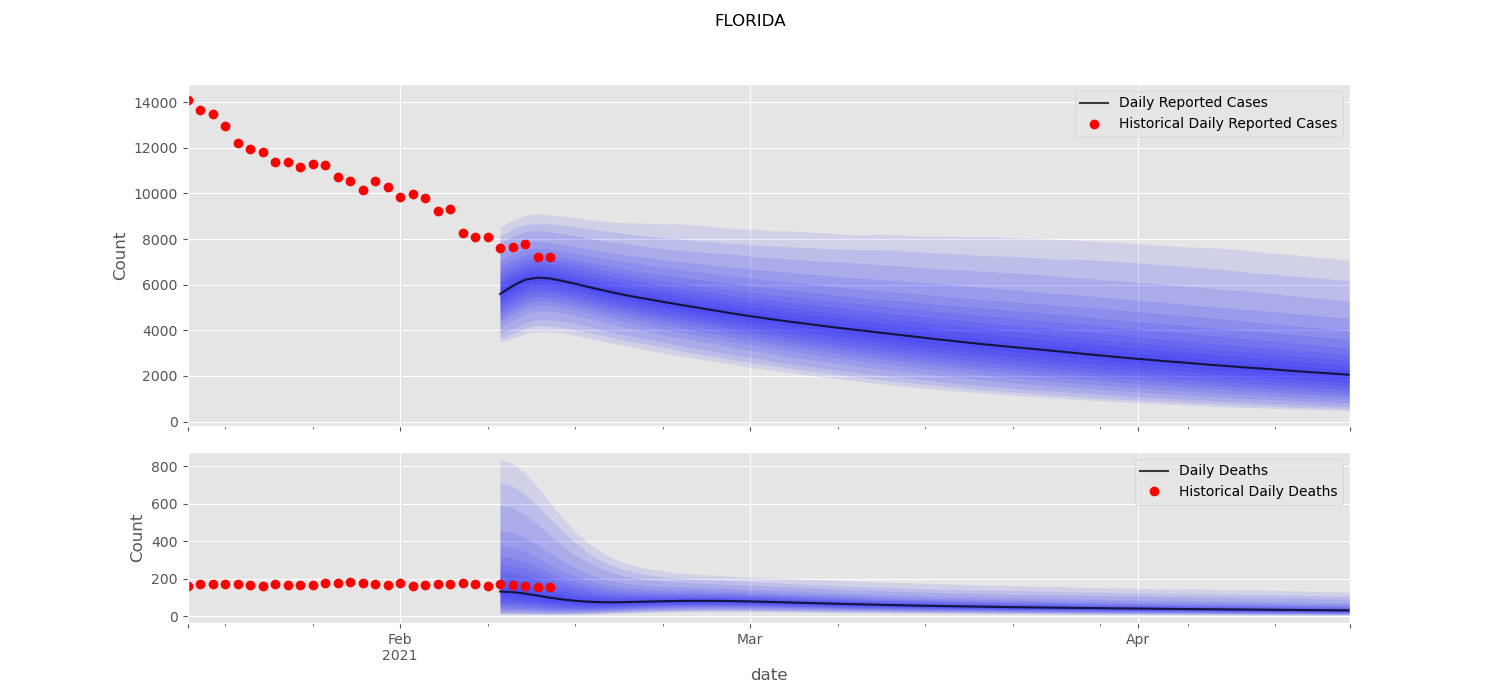 FLORIDA
14000
12000
10000
8000
6000
4000
2000
0
Count
Daily Reported Cases
Historical Daily Reported Cases
800
600
400
200
0
Count
Daily Deaths
Historical Daily Deaths
Feb
2021
Mar
Apr
date